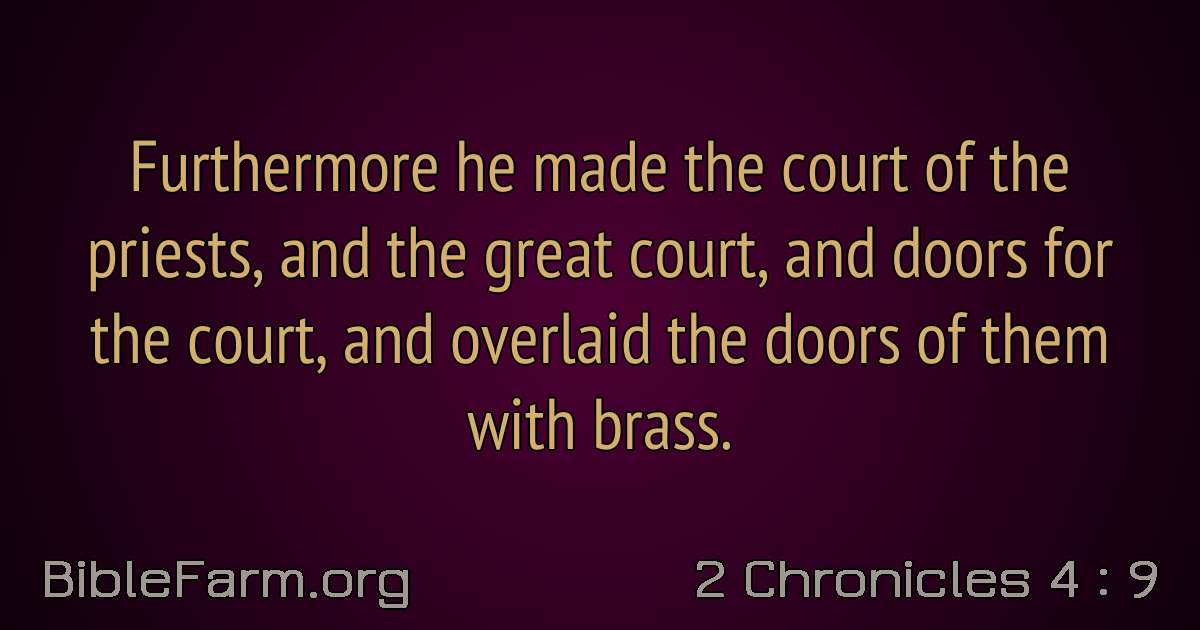 Furthermore he made the court of the
priests, and the great court, and doors for
the court, and overlaid the doors of them
with brass.
BibleFarm.org
2 Chronicles 4 : 9